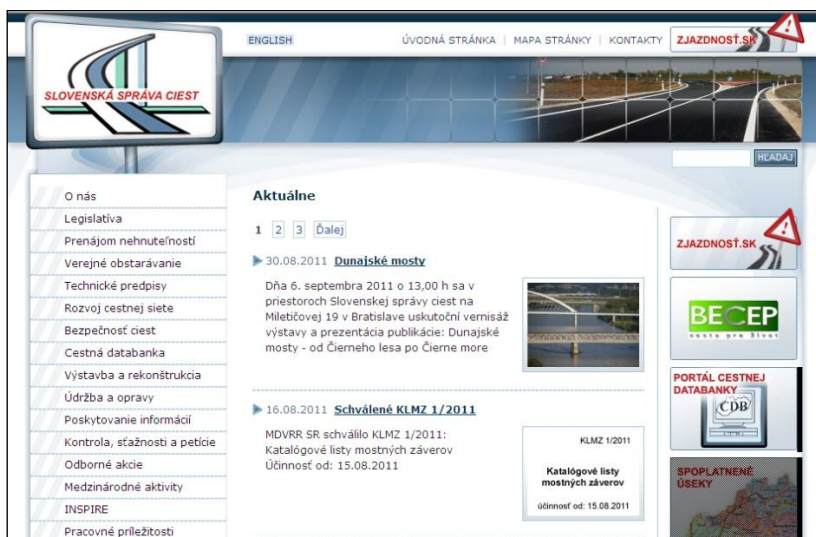 ENGLISH
ÚVODNÁ STRÁNKA | MAPA STRÁNKY | KONTAKTY
ZJAZDNOSŤ.SK
SLOVENSKÁ SPRÁVA CIEST
HĽADAJ
O nás
Legislatíva
Prenájom nehnuteľností
Verejné obstarávanie
Technické predpisy
Rozvoj cestnej siete
Bezpečnosť ciest
Cestná databanka
Výstavba a rekonštrukcia
Údržba a opravy
Poskytovanie informácií
Kontrola, sťažnosti a petície
Odborné akcie
Medzinárodné aktivity
INSPIRE
Pracovné príležitosti
Aktuálne
1 2 3 Ďalej
30.08.2011 Dunajské mosty
Dňa 6. septembra 2011 o 13,00 h sa v
priestoroch Slovenskej správy ciest na
Miletičovej 19 v Bratislave uskutoční vernisáž
výstavy a prezentácia publikácie: Dunajské
mosty - od Čierneho lesa po Čierne more
16.08.2011 Schválené KLMZ 1/2011
MDVRR SR schválilo KLMZ 1/2011:
Katalógové listy mostných záverov
Účinnosť od: 15.08.2011
KLMZ 1/2011
Katalógové listy
mostných záverov
účinnosť od: 15.08.2011
ZJAZDNOSŤ.SK
BECEP
cesta pre život
PORTÁL CESTNEJ
DATABANKY
CDB
SPOPLATNENÉ
ÚSEKY